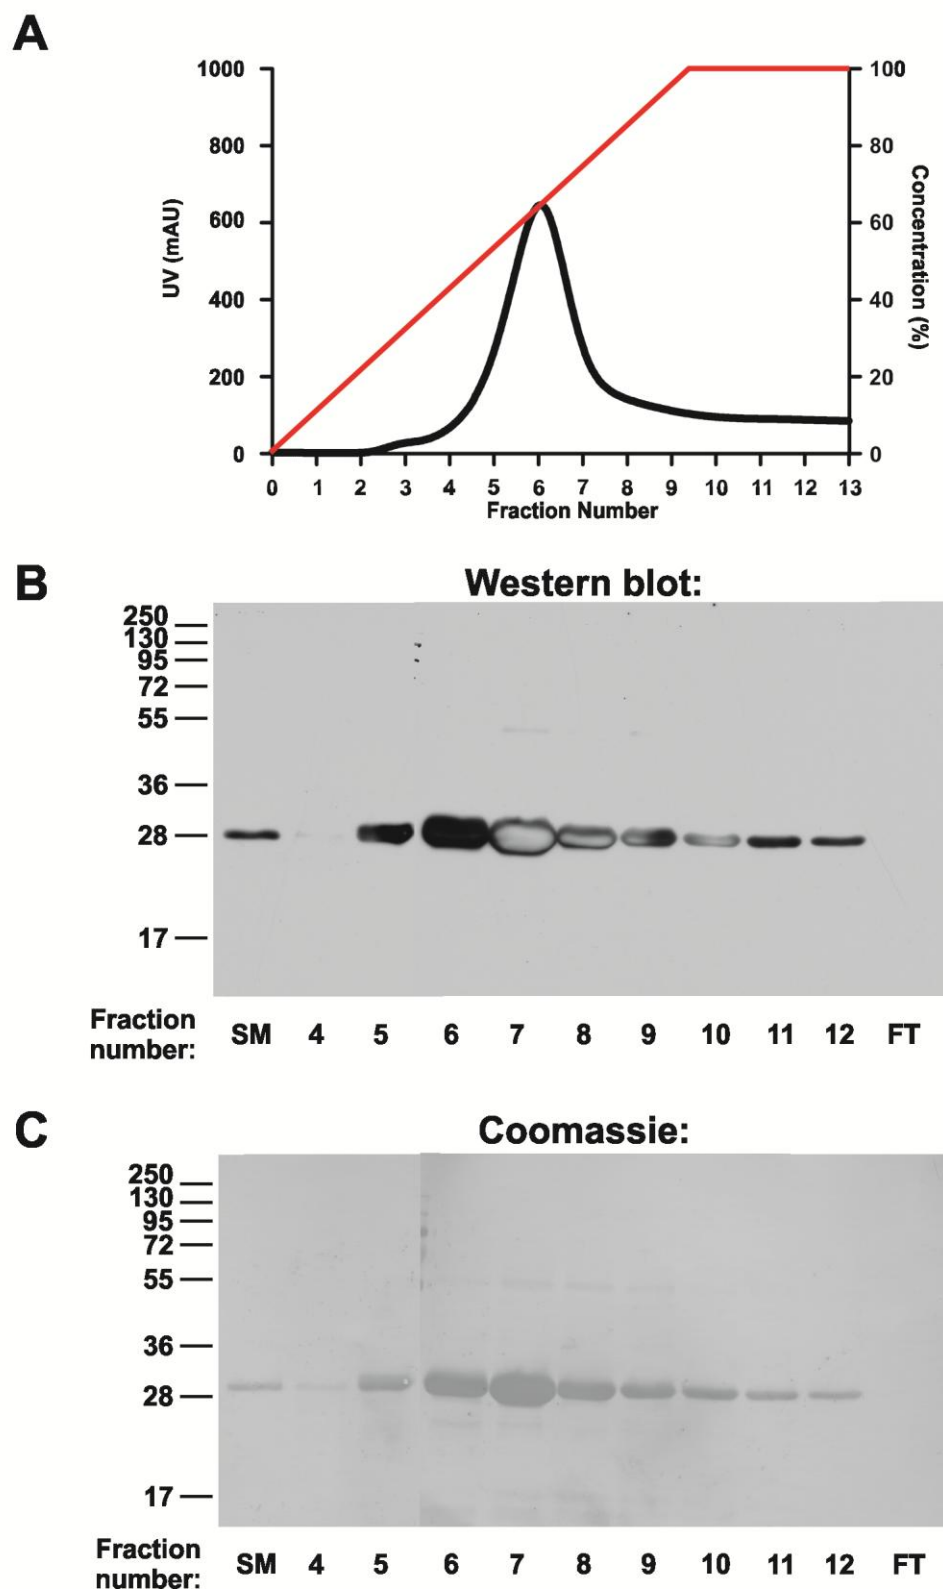 A
1000
800
600
400
200
0
UV (mAU)
100
80
60
40
20
0
Concentration (%)
0 1 2 3 4 5 6 7 8 9 10 11 12 13
Fraction Number
B
Western blot:
250
130
95
72
55
36
28
17
Fraction
number:
SM 4 5 6 7 8 9 10 11 12 FT
C
Coomassie:
250
130
95
72
55
36
28
17
Fraction
number:
SM 4 5 6 7 8 9 10 11 12 FT